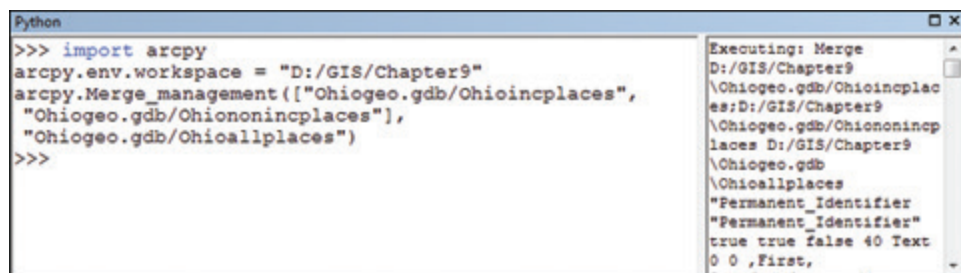 Python
>>> import arcpy
arcpy.env.workspace = "D:/GIS/Chapter9"
arcpy.Merge_management(["Ohiogeo.gdb/Ohioincplaces",
"Ohiogeo.gdb/Ohiononincplaces"],
"Ohiogeo.gdb/Ohioallplaces")
>>>
Executing: Merge
D:/GIS/Chapter9
\Ohiogeo.gdb/Ohioincplac
es;D:/GIS/Chapter9
\Ohiogeo.gdb/Ohiononincp
laces D:/GIS/Chapter9
\Ohiogeo.gdb
\Ohioallplaces
"Permanent_Identifier
"Permanent_Identifier"
true true false 40 Text
0 0 ,First,